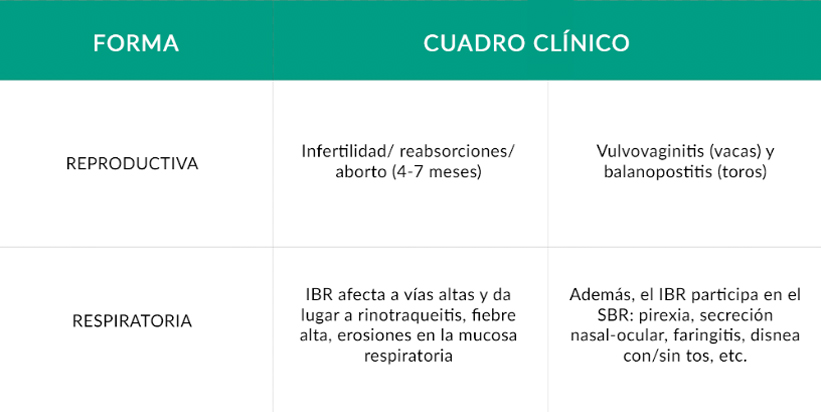 FORMA
CUADRO CLÍNICO
REPRODUCTIVA
Infertilidad/ reabsorciones/
aborto (4-7 meses)
Vulvovaginitis (vacas) y
balanopostitis (toros)
RESPIRATORIA
IBR afecta a vías altas y da
lugar a rinotraqueitis, fiebre
alta, erosiones en la mucosa
respiratoria
Además, el IBR participa en el
SBR: pirexia, secreción
nasal-ocular, faringitis, disnea
con/sin tos, etc.